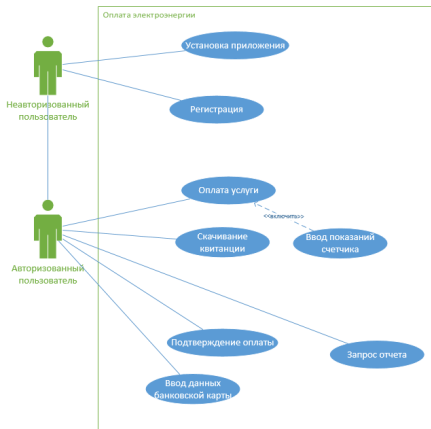 Оплата электроэнергии
Установка приложения
Неавторизованный
пользователь
Регистрация
Оплата услуги
«включить»
Скачивание
квитанции
Ввод показаний
счетчика
Авторизованный
пользователь
Подтверждение оплаты
Запрос отчета
Ввод данных
банковской карты